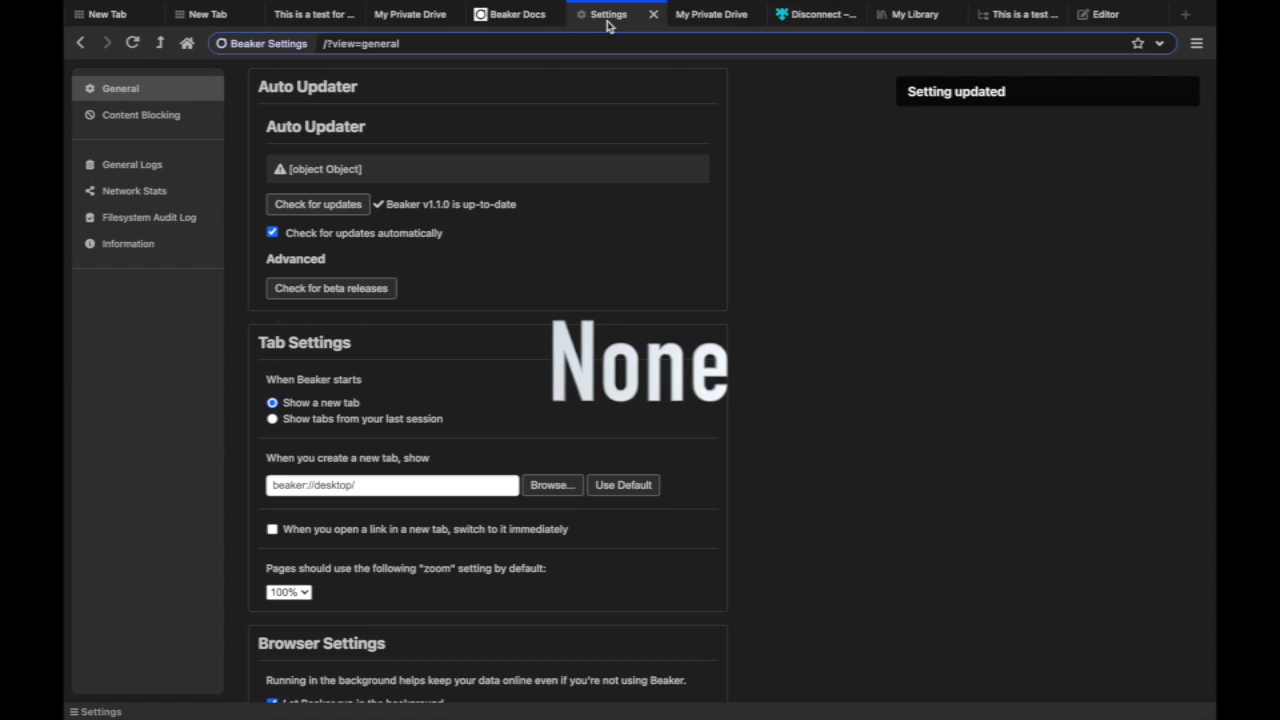 New Tab
New Tab
This is a test for ...
My Private Drive
Beaker Docs
Settings
My Private Drive
Disconnect –...
My Library
This is a test ...
Editor
Beaker Settings
/?view=general
General
Content Blocking
General Logs
Network Stats
Filesystem Audit Log
Information
Auto Updater
Auto Updater
[object Object]
Check for updates
Beaker v1.1.0 is up-to-date
Check for updates automatically
Advanced
Check for beta releases
Setting updated
Tab Settings
None
When Beaker starts
Show a new tab
Show tabs from your last session
When you create a new tab, show
beaker://desktop/
Browse...
Use Default
When you open a link in a new tab, switch to it immediately
Pages should use the following "zoom" setting by default:
100%
Browser Settings
Running in the background helps keep your data online even if you're not using Beaker.
Let Beaker run in the background
Settings